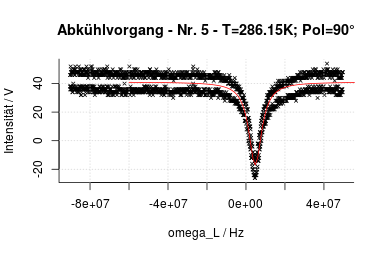 Abkühlvorgang - Nr. 5 - T=286.15K; Pol=90°
Intensität / V
40
20
0
-20
-8e+07
-4e+07
0e+00
4e+07
omega_L / Hz